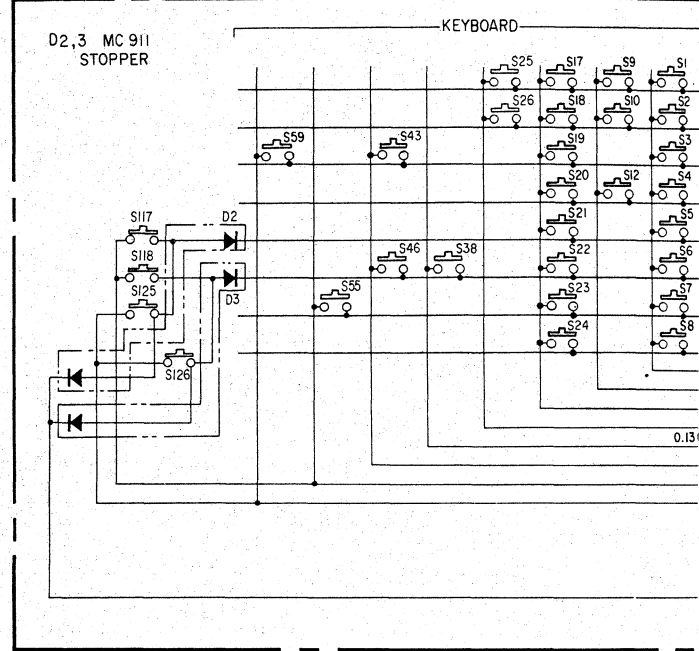 KEYBOARD
D2,3 MC 911
STOPPER
S25 S17 S9 S1
S26 S18 S10 S2
S59 S43 S19 S3
S20 S12 S4
S117 D2 S21 S5
S118 S46 S38 S22 S6
S125 D3 S55 S23 S7
S24 S8
S126
0.13